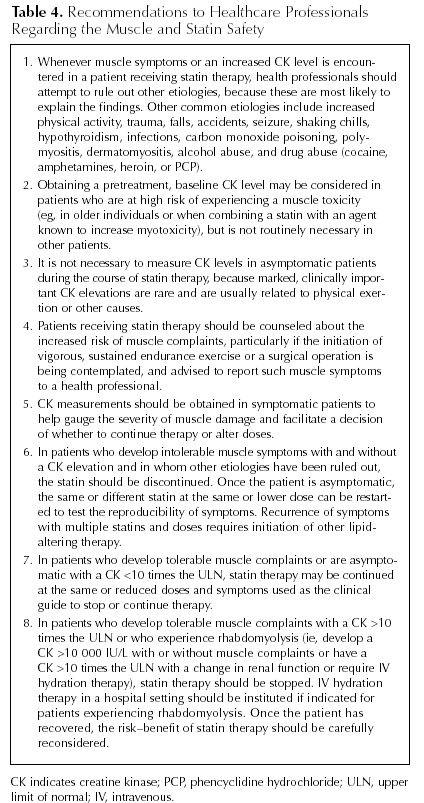 Table 4. Recommendations to Healthcare Professionals
Regarding the Muscle and Statin Safety
1. Whenever muscle symptoms or an increased CK level is encoun-
tered in a patient receiving statin therapy, health professionals should
attempt to rule out other etiologies, because these are most likely to
explain the findings. Other common etiologies include increased
physical activity, trauma, falls, accidents, seizure, shaking chills,
hypothyroidism, infections, carbon monoxide poisoning, poly-
myositis, dermatomyositis, alcohol abuse, and drug abuse (cocaine,
amphetamines, heroin, or PCP).
2. Obtaining a pretreatment, baseline CK level may be considered in
patients who are at high risk of experiencing a muscle toxicity
(eg, in older individuals or when combining a statin with an agent
known to increase myotoxicity), but is not routinely necessary in
other patients.
3. It is not necessary to measure CK levels in asymptomatic patients
during the course of statin therapy, because marked, clinically impor-
tant CK elevations are rare and are usually related to physical exer-
tion or other causes.
4. Patients receiving statin therapy should be counseled about the
increased risk of muscle complaints, particularly if the initiation of
vigorous, sustained endurance exercise or a surgical operation is
being contemplated, and advised to report such muscle symptoms
to a health professional.
5. CK measurements should be obtained in symptomatic patients to
help gauge the severity of muscle damage and facilitate a decision
of whether to continue therapy or alter doses.
6. In patients who develop intolerable muscle symptoms with and without
a CK elevation and in whom other etiologies have been ruled out,
the statin should be discontinued. Once the patient is asymptomatic,
the same or different statin at the same or lower dose can be restart-
ed to test the reproducibility of symptoms. Recurrence of symptoms
with multiple statins and doses requires initiation of other lipid-
altering therapy.
7. In patients who develop tolerable muscle complaints or are asympto-
matic with a CK <10 times the ULN, statin therapy may be continued
at the same or reduced doses and symptoms used as the clinical
guide to stop or continue therapy.
8. In patients who develop tolerable muscle complaints with a CK >10
times the ULN or who experience rhabdomyolysis (ie, develop a
CK >10 000 IU/L with or without muscle complaints or have a
CK >10 times the ULN with a change in renal function or require IV
hydration therapy), statin therapy should be stopped. IV hydration
therapy in a hospital setting should be instituted if indicated for
patients experiencing rhabdomyolysis. Once the patient has
recovered, the risk–benefit of statin therapy should be carefully
reconsidered.
CK indicates creatine kinase; PCP, phencyclidine hydrochloride; ULN, upper
limit of normal; IV, intravenous.